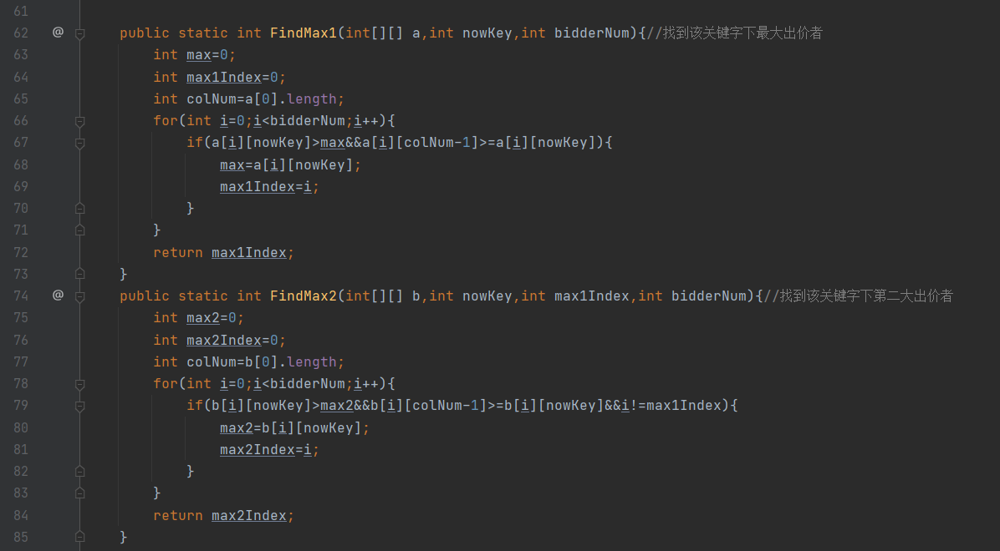 61
62 @ public static int FindMax1(int[][] a,int nowKey,int bidderNum){//找到该关键字下最大出价者
63 int max=0;
64 int max1Index=0;
65 int colNum=a[0].length;
66 for(int i=0;i<bidderNum;i++){
67 if(a[i][nowKey]>max&&a[i][colNum-1]>=a[i][nowKey]){
68 max=a[i][nowKey];
69 max1Index=i;
70 }
71 }
72 return max1Index;
73 }
74 @ public static int FindMax2(int[][] b,int nowKey,int max1Index,int bidderNum){//找到该关键字下第二大出价者
75 int max2=0;
76 int max2Index=0;
77 int colNum=b[0].length;
78 for(int i=0;i<bidderNum;i++){
79 if(b[i][nowKey]>max2&&b[i][colNum-1]>=b[i][nowKey]&&i!=max1Index){
80 max2=b[i][nowKey];
81 max2Index=i;
82 }
83 }
84 return max2Index;
85 }